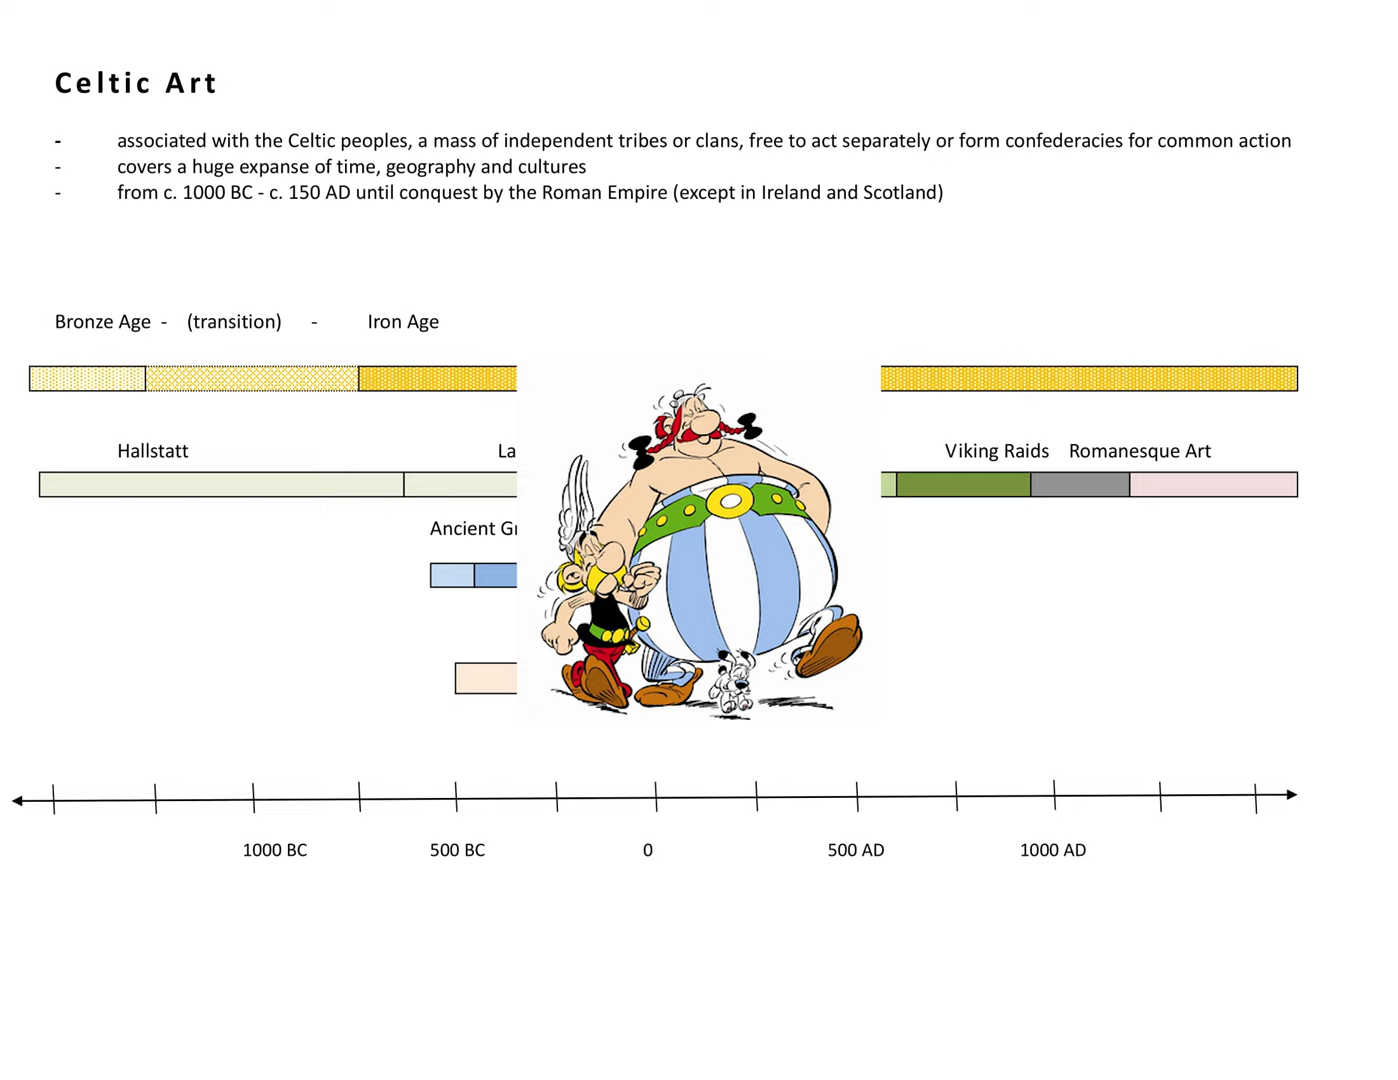 Celtic Art
- associated with the Celtic peoples, a mass of independent tribes or clans, free to act separately or form confederacies for common action
- covers a huge expanse of time, geography and cultures
- from c. 1000 BC - c. 150 AD until conquest by the Roman Empire (except in Ireland and Scotland)
Bronze Age - (transition) - Iron Age
Hallstatt La Viking Raids Romanesque Art
Ancient Gr
1000 BC 500 BC 0 500 AD 1000 AD